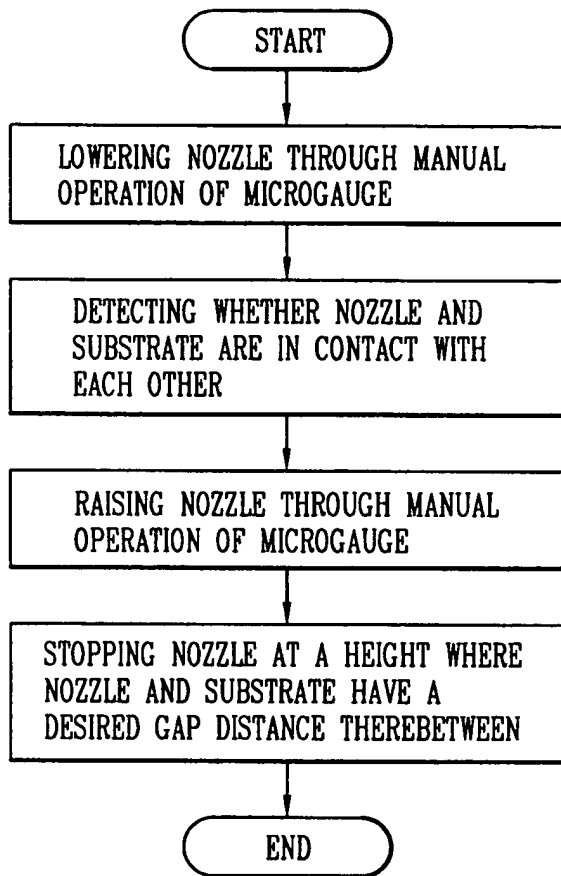 START
LOWERING NOZZLE THROUGH MANUAL
OPERATION OF MICROGAUGE
DETECTING WHETHER NOZZLE AND
SUBSTRATE ARE IN CONTACT WITH
EACH OTHER
RAISING NOZZLE THROUGH MANUAL
OPERATION OF MICROGAUGE
STOPPING NOZZLE AT A HEIGHT WHERE
NOZZLE AND SUBSTRATE HAVE A
DESIRED GAP DISTANCE THEREBETWEEN
END